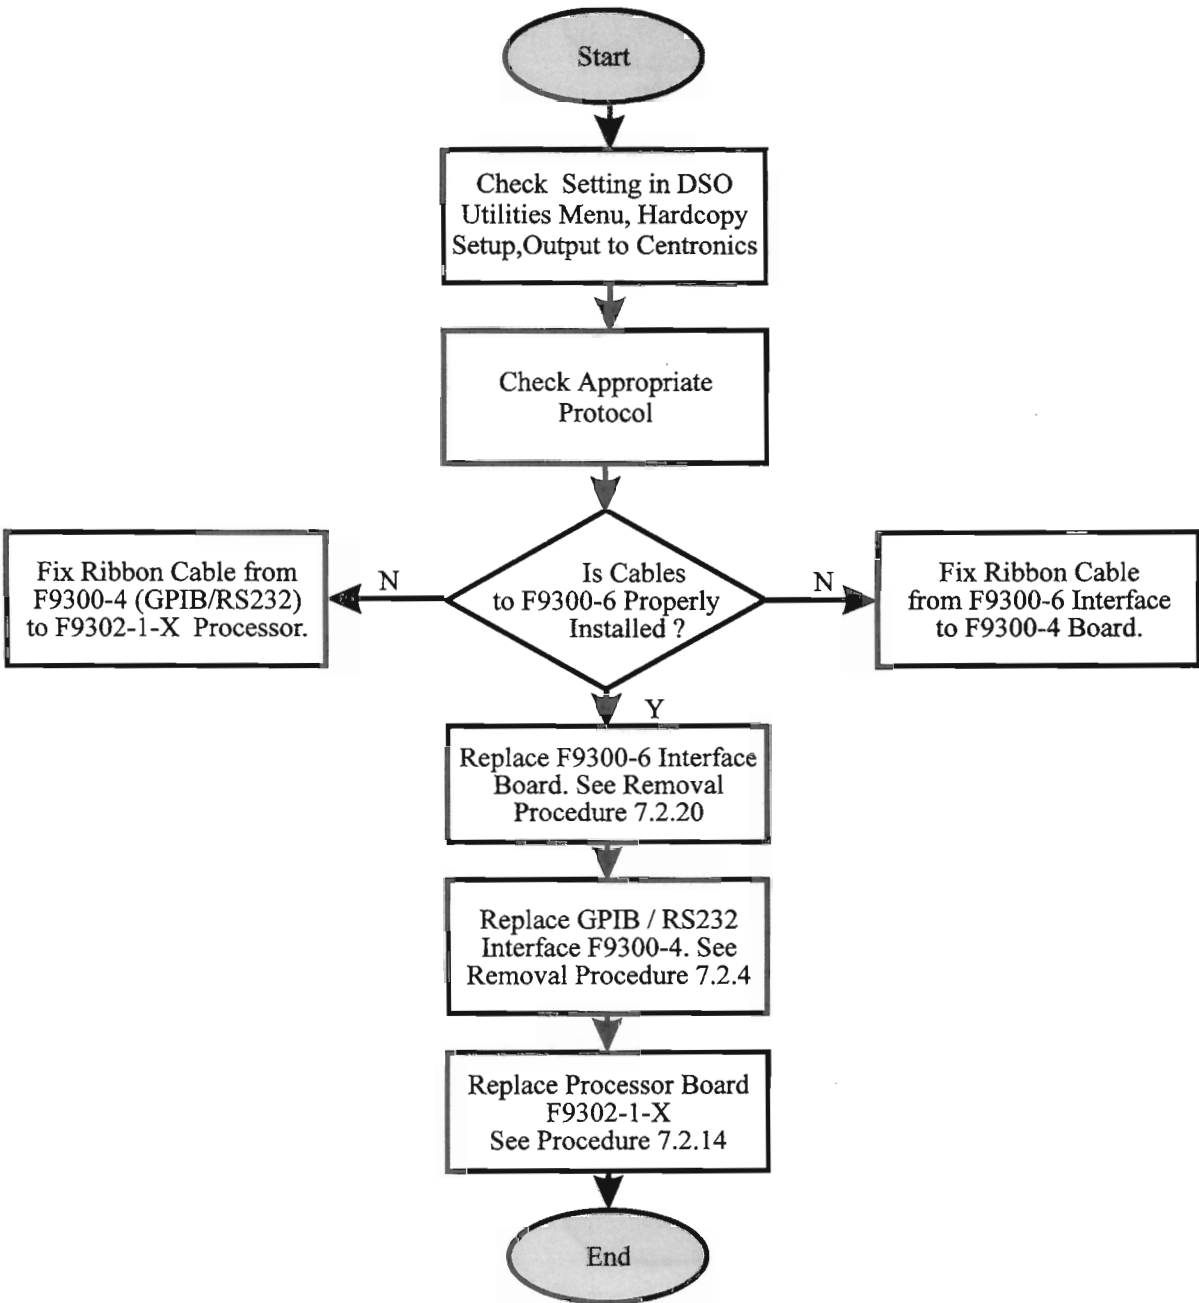 Start
Check Setting in DSO
Utilities Menu, Hardcopy
Setup,Output to Centronics
Check Appropriate
Protocol
Fix Ribbon Cable from
F9300-4 (GPIB/RS232)
to F9302-1-X Processor.
N
Is Cables
to F9300-6 Properly
Installed ?
N
Fix Ribbon Cable
from F9300-6 Interface
to F9300-4 Board.
Y
Replace F9300-6 Interface
Board. See Removal
Procedure 7.2.20
Replace GPIB / RS232
Interface F9300-4. See
Removal Procedure 7.2.4
Replace Processor Board
F9302-1-X
See Procedure 7.2.14
End